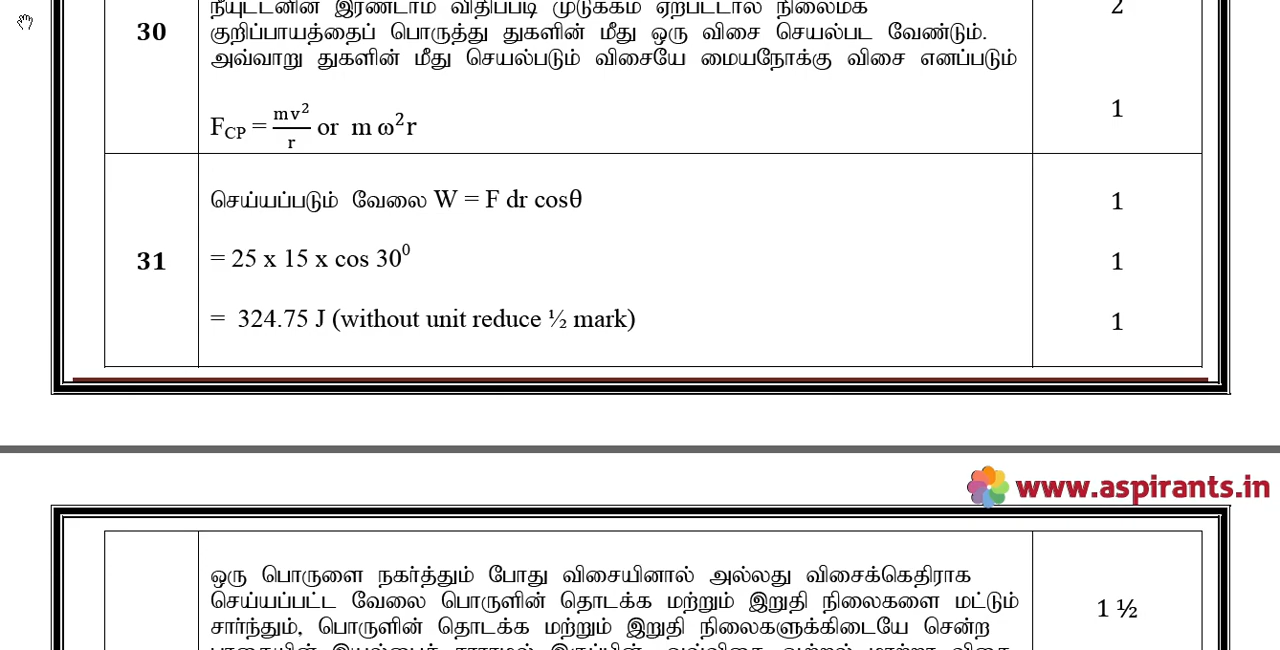 நியுட்டனின் இரண்டாம் விதிப்படி முடுக்கம் ஏற்பட்டால் நிலைமக் 2
30 குறிப்பாயத்தைப் பொருத்து துகளின் மீது ஒரு விசை செயல்பட வேண்டும்.
அவ்வாறு துகளின் மீது செயல்படும் விசையே மையநோக்கு விசை எனப்படும்
F_CP = mv²/r or m ω²r 1
செய்யப்படும் வேலை W = F dr cosθ 1
31 = 25 x 15 x cos 30⁰ 1
= 324.75 J (without unit reduce ½ mark) 1
www.aspirants.in
ஒரு பொருளை நகர்த்தும் போது விசையினால் அல்லது விசைக்கெதிராக
செய்யப்பட்ட வேலை பொருளின் தொடக்க மற்றும் இறுதி நிலைகளை மட்டும் 1 ½
சார்ந்தும், பொருளின் தொடக்க மற்றும் இறுதி நிலைகளுக்கிடையே சென்ற